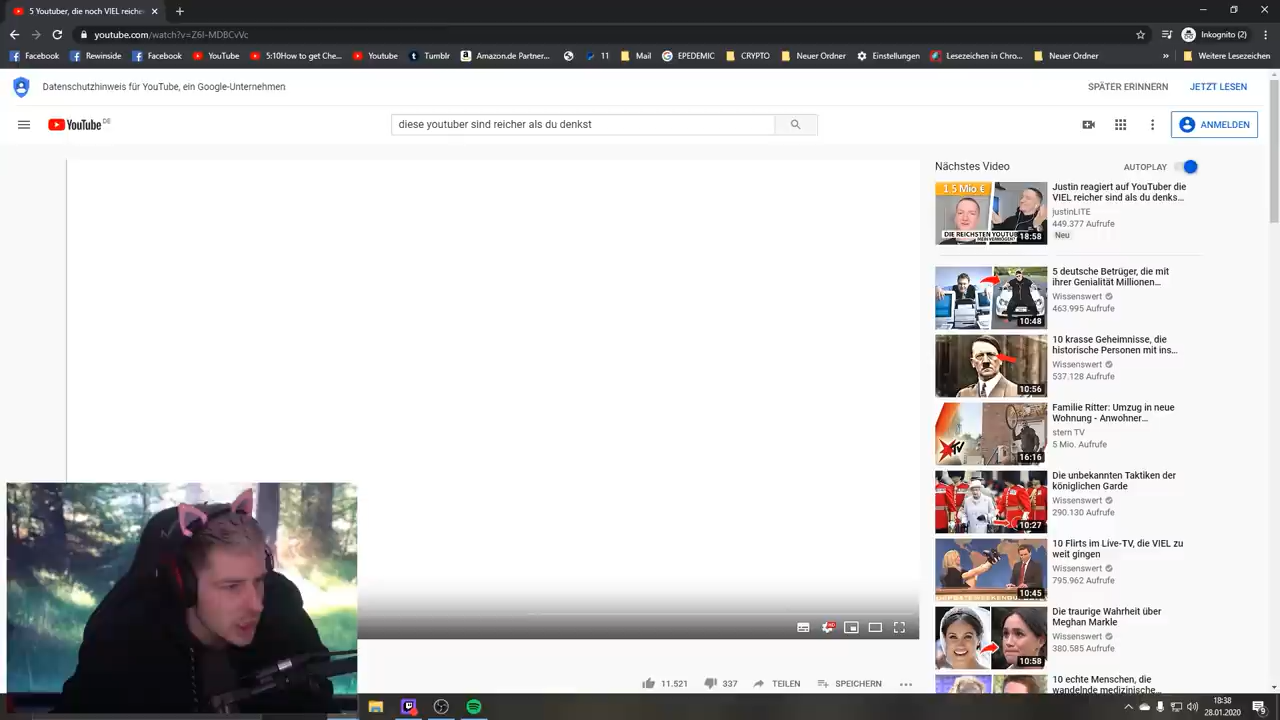 5 Youtuber, die noch VIEL reiche
youtube.com/watch?v=Z6I-MDBCvVc
Inkognito (2)
Facebook
Rewinside
Facebook
YouTube
5:10How to get Che...
Youtube
Tumblr
Amazon.de Partner...
11
Mail
EPEDEMIC
CRYPTO
Neuer Ordner
Einstellungen
Lesezeichen in Chro...
Neuer Ordner
»
Weitere Lesezeichen
Datenschutzhinweis für YouTube, ein Google-Unternehmen
SPÄTER ERINNERN
JETZT LESEN
YouTube DE
diese youtuber sind reicher als du denkst
ANMELDEN
Nächstes Video
AUTOPLAY
1 5 Mio €
DIE REICHSTEN YOUTUB
MEIN VERMÖGEN?
18:58
Justin reagiert auf YouTuber die
VIEL reicher sind als du denks...
justinLITE
449.377 Aufrufe
Neu
10:48
5 deutsche Betrüger, die mit
ihrer Genialität Millionen...
Wissenswert
463.995 Aufrufe
10:56
10 krasse Geheimnisse, die
historische Personen mit ins...
Wissenswert
537.128 Aufrufe
TV
16:16
Familie Ritter: Umzug in neue
Wohnung - Anwohner...
stern TV
5 Mio. Aufrufe
10:27
Die unbekannten Taktiken der
königlichen Garde
Wissenswert
290.130 Aufrufe
10:45
10 Flirts im Live-TV, die VIEL zu
weit gingen
Wissenswert
795.962 Aufrufe
10:58
Die traurige Wahrheit über
Meghan Markle
Wissenswert
380.585 Aufrufe
10 echte Menschen, die
wandelnde medizinische...
HD
11.521
337
TEILEN
SPEICHERN
18:38
28.01.2020